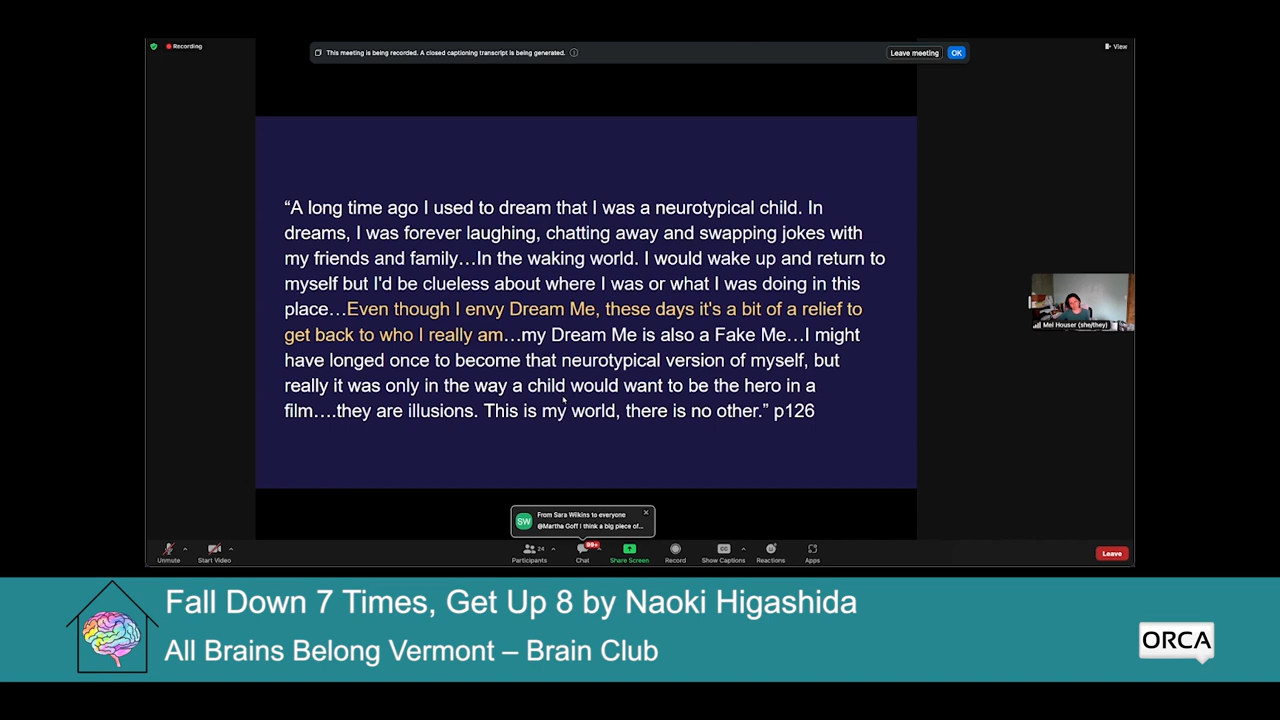 Recording
This meeting is being recorded. A closed captioning transcript is being generated.
Leave meeting
OK
View
“A long time ago I used to dream that I was a neurotypical child. In
dreams, I was forever laughing, chatting away and swapping jokes with
my friends and family…In the waking world. I would wake up and return to
myself but I'd be clueless about where I was or what I was doing in this
place…Even though I envy Dream Me, these days it's a bit of a relief to
get back to who I really am…my Dream Me is also a Fake Me…I might
have longed once to become that neurotypical version of myself, but
really it was only in the way a child would want to be the hero in a
film….they are illusions. This is my world, there is no other.” p126
Mel Houser (she/they)
SW
From Sara Wilkins to everyone
@Martha Goff I think a big piece of...
Unmute
Start Video
Participants
24
Chat
99+
Share Screen
Record
CC
Show Captions
Reactions
Apps
Leave
Fall Down 7 Times, Get Up 8 by Naoki Higashida
All Brains Belong Vermont – Brain Club
ORCA